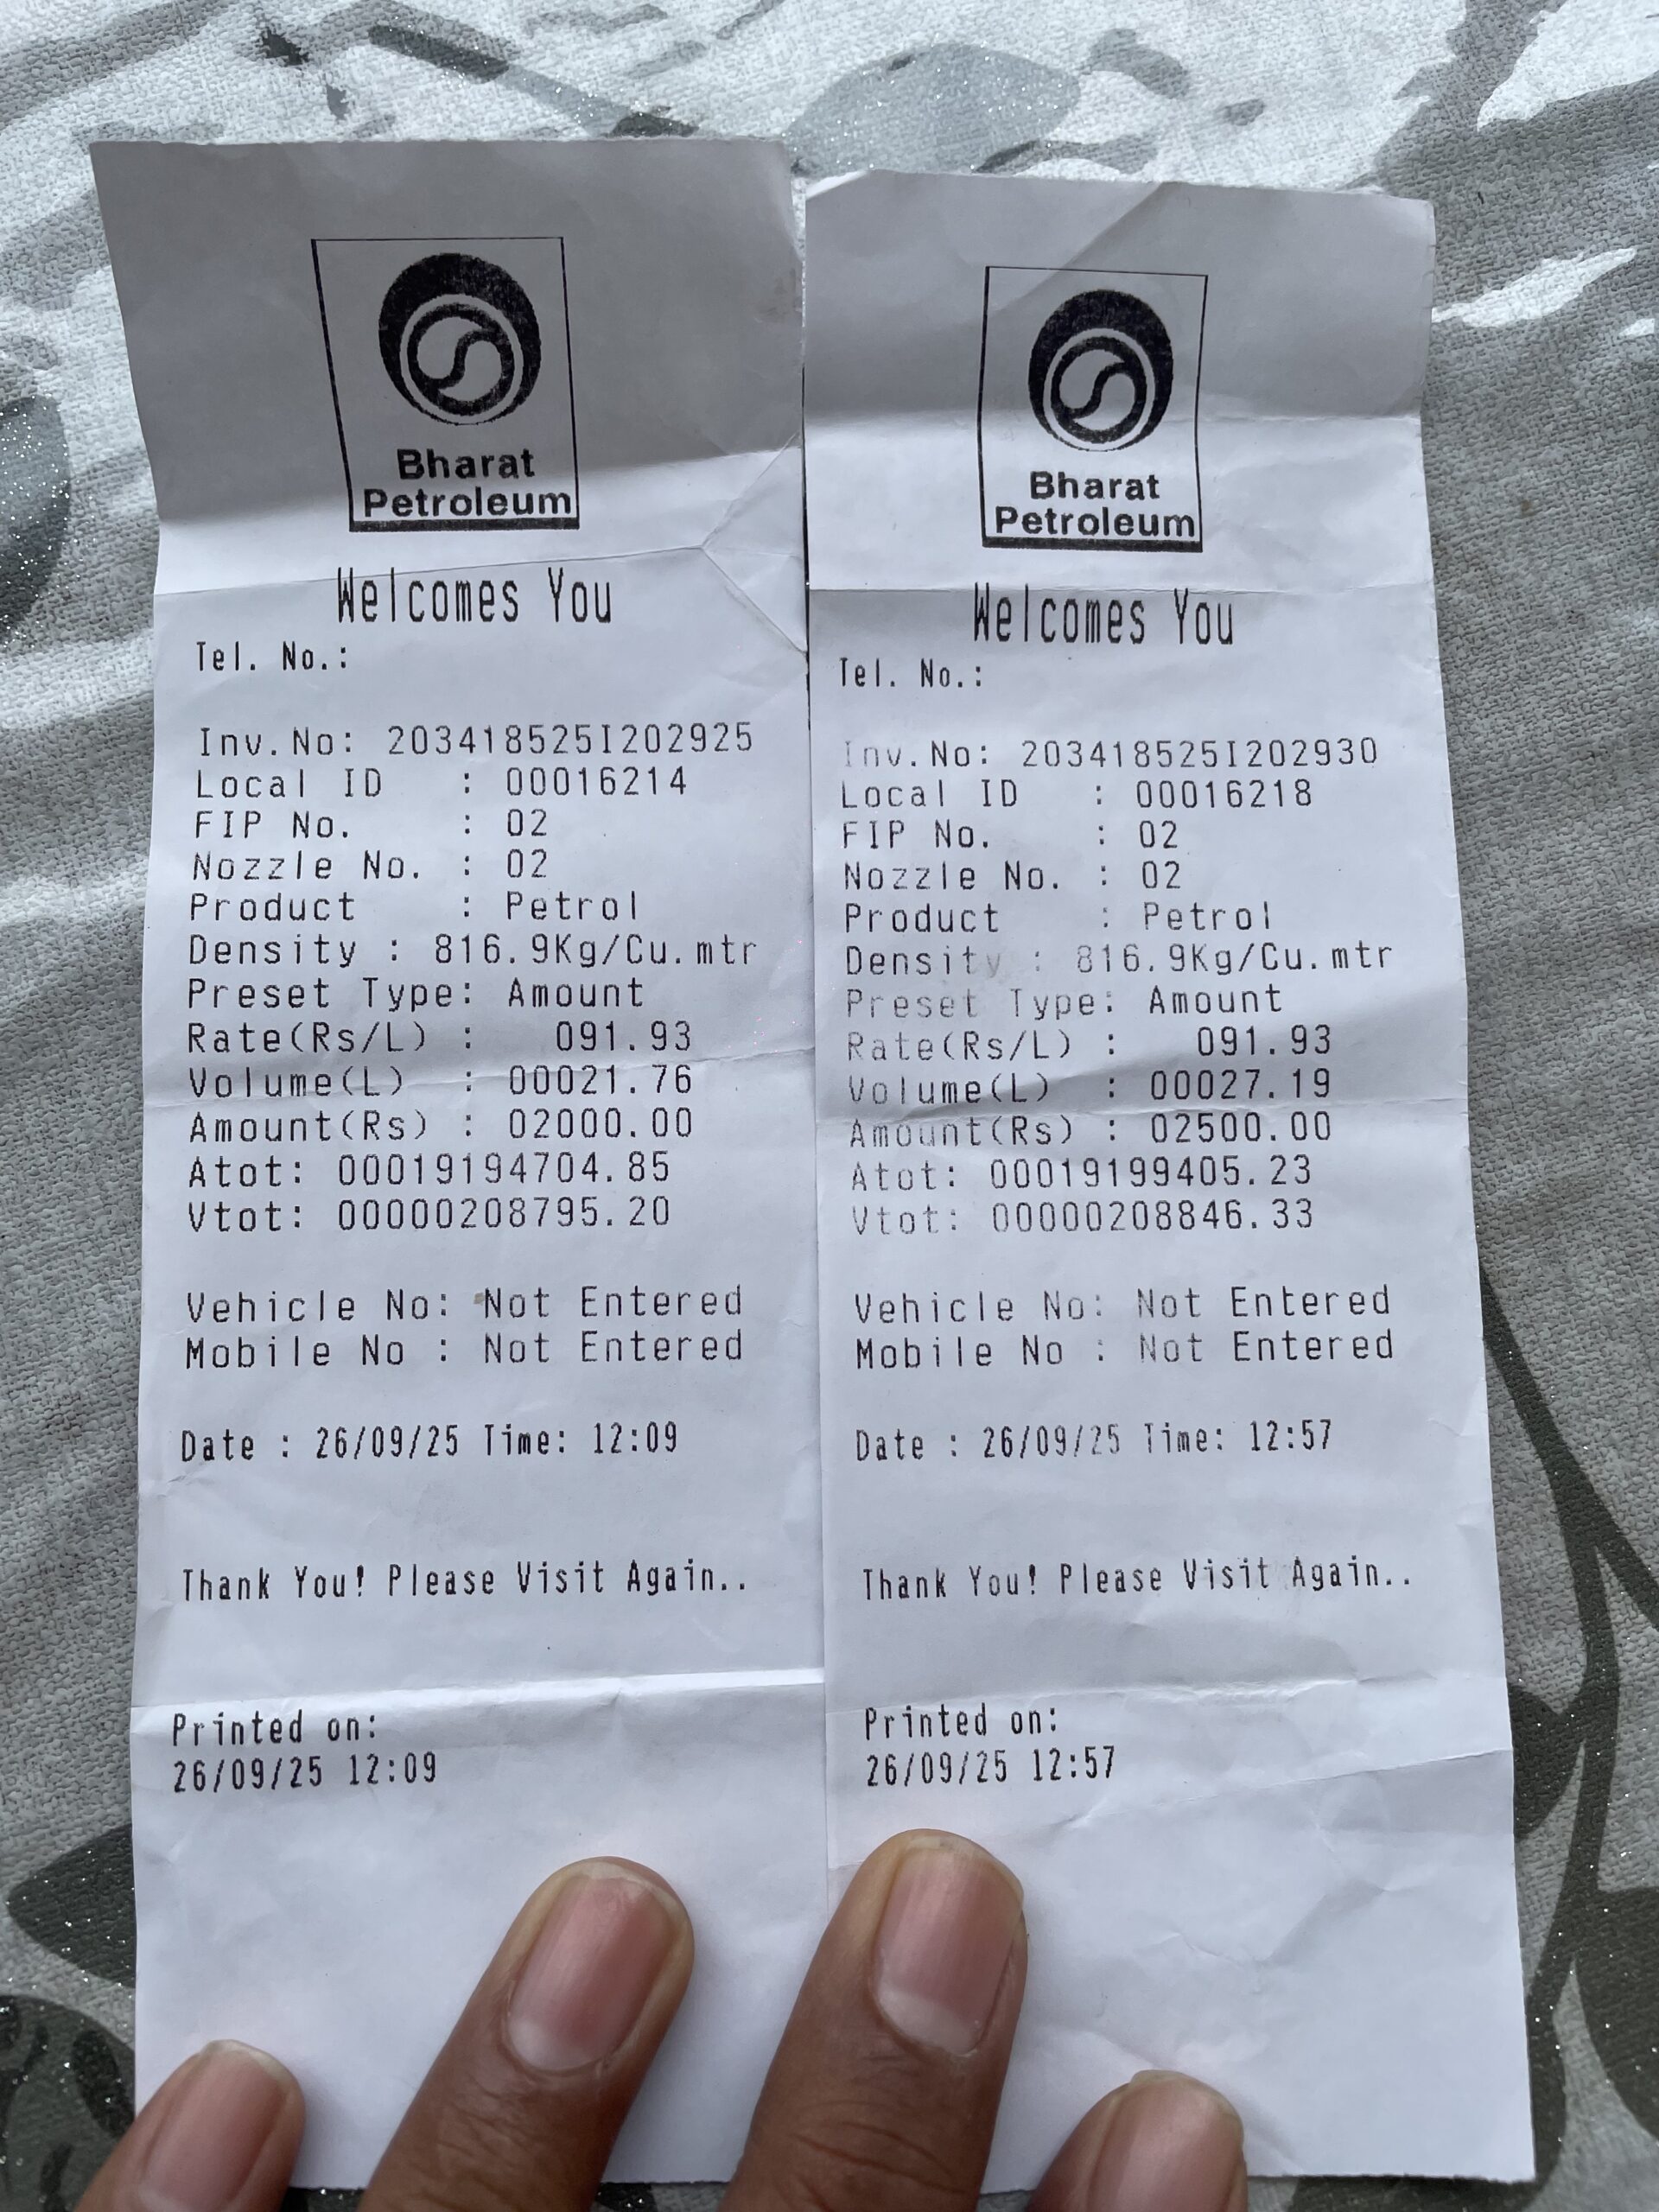 Bharat
Petroleum
Welcomes You
Tel. No.:
Inv.No: 203418525I202925
Local ID : 00016214
FIP No. : 02
Nozzle No. : 02
Product : Petrol
Density : 816.9Kg/Cu.mtr
Preset Type: Amount
Rate(Rs/L) : 091.93
Volume(L) : 00021.76
Amount(Rs) : 02000.00
Atot: 00019194704.85
Vtot: 00000208795.20
Vehicle No: Not Entered
Mobile No : Not Entered
Date : 26/09/25 Time: 12:09
Thank You! Please Visit Again..
Printed on:
26/09/25 12:09
Bharat
Petroleum
Welcomes You
Tel. No.:
Inv.No: 203418525I202930
Local ID : 00016218
FIP No. : 02
Nozzle No. : 02
Product : Petrol
Density : 816.9Kg/Cu.mtr
Preset Type: Amount
Rate(Rs/L) : 091.93
Volume(L) : 00027.19
Amount(Rs) : 02500.00
Atot: 00019199405.23
Vtot: 00000208846.33
Vehicle No: Not Entered
Mobile No : Not Entered
Date : 26/09/25 Time: 12:57
Thank You! Please Visit Again..
Printed on:
26/09/25 12:57